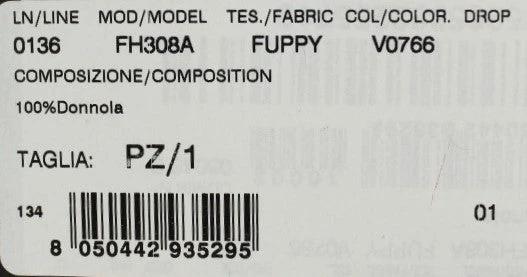 LN/LINE MOD/MODEL TES./FABRIC COL/COLOR. DROP
0136 FH308A FUPPY V0766
COMPOSIZIONE/COMPOSITION
100%Donnola
TAGLIA: PZ/1
134 01
8 050442 935295